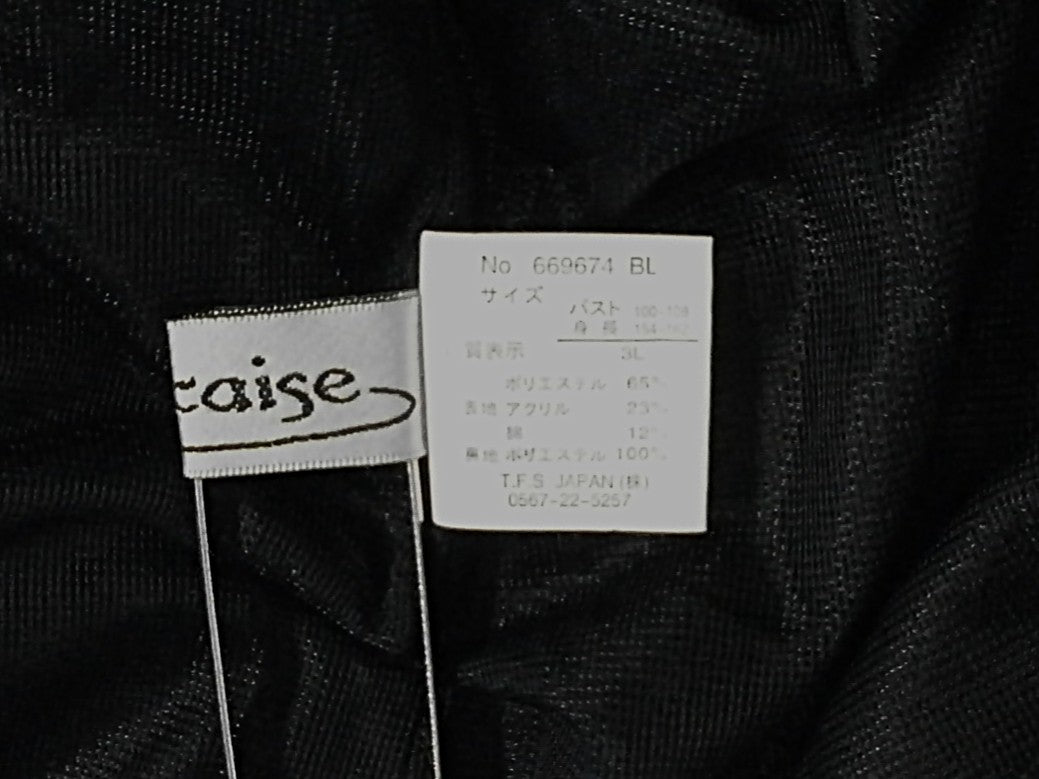 caise
No 669674 BL
サイズ
バスト 100-108
身長 154-162
質表示 3L
ポリエステル 65%
表地 アクリル 23%
綿 12%
裏地 ポリエステル 100%
T.F.S JAPAN(株)
0567-22-5257